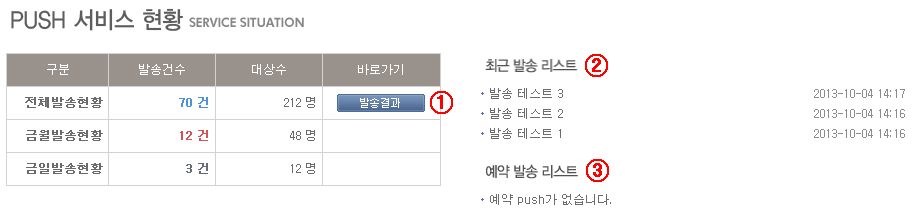 PUSH 서비스 현황 SERVICE SITUATION
구분 발송건수 대상수 바로가기
전체발송현황 70 건 212 명 발송결과 ①
금월발송현황 12 건 48 명
금일발송현황 3 건 12 명
최근 발송 리스트 ②
• 발송 테스트 3 2013-10-04 14:17
• 발송 테스트 2 2013-10-04 14:16
• 발송 테스트 1 2013-10-04 14:16
예약 발송 리스트 ③
• 예약 push가 없습니다.